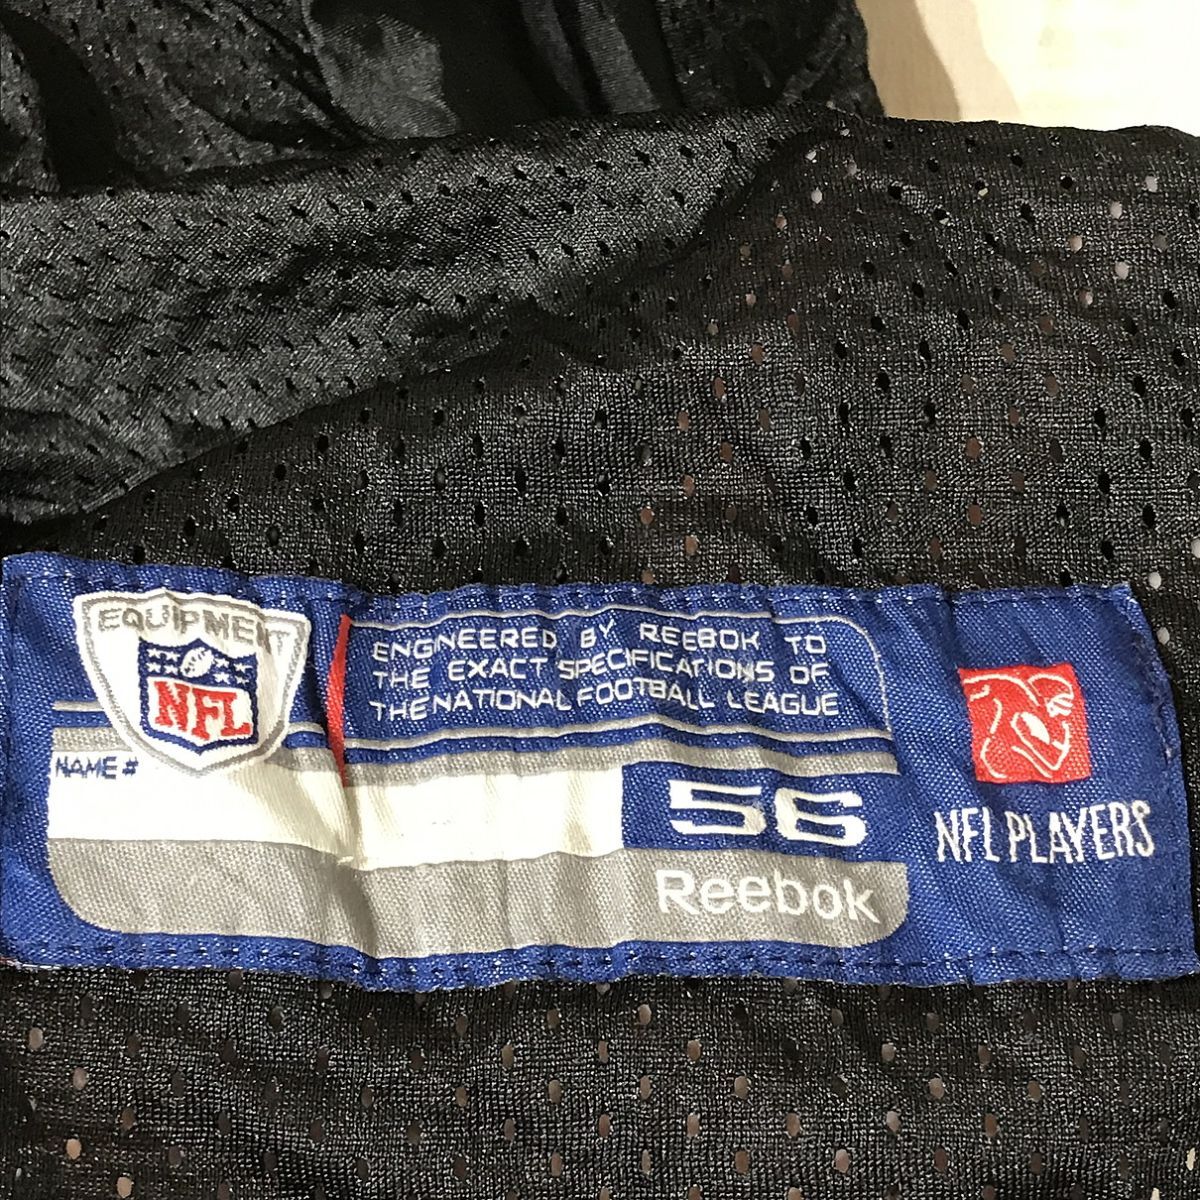 EQUIPMENT
NFL
ENGINEERED BY REEBOK TO
THE EXACT SPECIFICATIONS OF
THE NATIONAL FOOTBALL LEAGUE
NAME #
56
Reebok
NFL PLAYERS